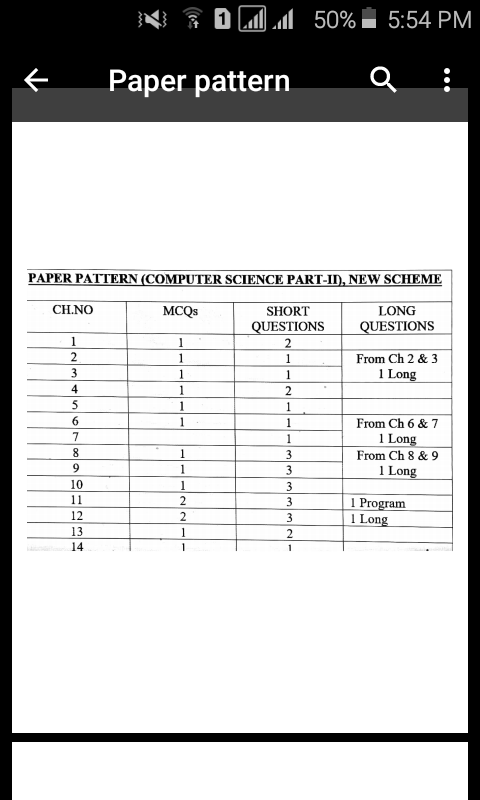 1 50% 5:54 PM
Paper pattern
PAPER PATTERN (COMPUTER SCIENCE PART-II), NEW SCHEME
CH.NO MCQs SHORT QUESTIONS LONG QUESTIONS
1 1 2
2 1 1 From Ch 2 & 3
3 1 1 1 Long
4 1 2
5 1 1
6 1 1 From Ch 6 & 7
7 1 1 Long
8 1 3 From Ch 8 & 9
9 1 3 1 Long
10 1 3
11 2 3 1 Program
12 2 3 1 Long
13 1 2
14 1 1